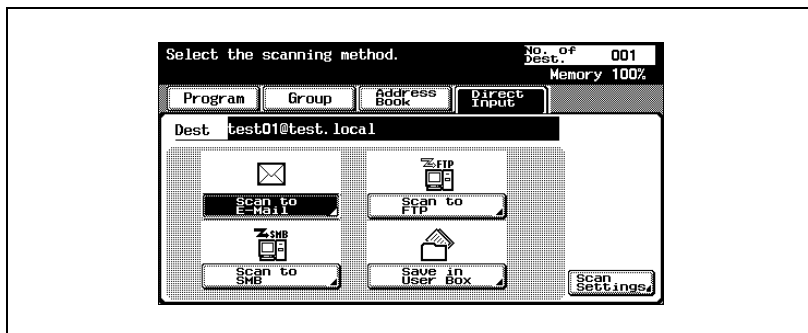 Select the scanning method.
No. of
Dest. 001
Memory 100%
Program Group Address
Book Direct
Input
Dest test01@test.local
Scan to
E-Mail
FTP
Scan to
FTP
SMB
Scan to
SMB
Save in
User Box
Scan
Settings